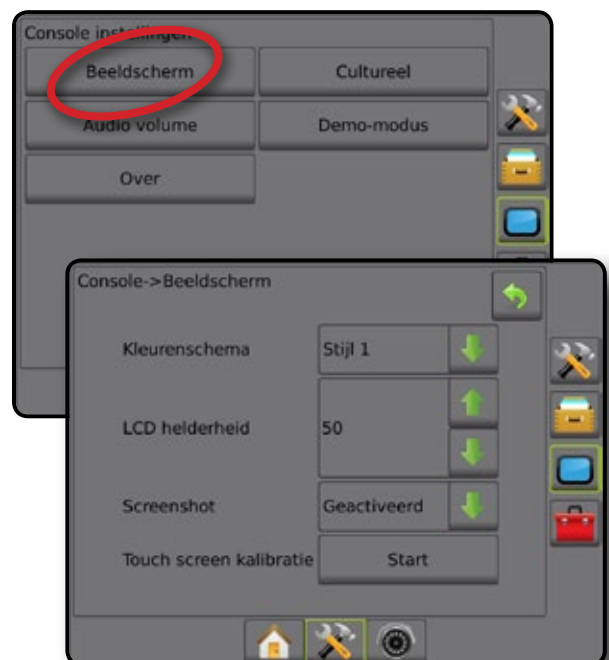 Console instellingen
Beeldscherm
Cultureel
Audio volume
Demo-modus
Over
Console->Beeldscherm
Kleurenschema
Stijl 1
LCD helderheid
50
Screenshot
Geactiveerd
Touch screen kalibratie
Start